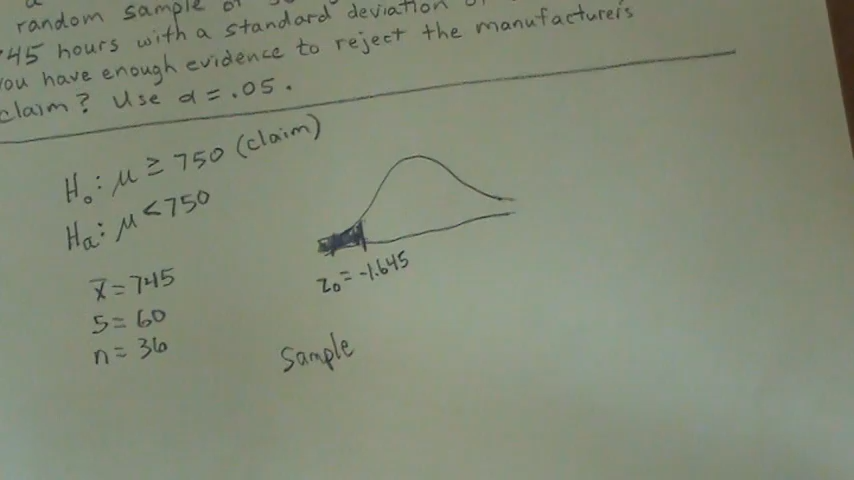 random sample of
745 hours with a standard deviation
you have enough evidence to reject the manufacturer's
claim? Use α = .05.
H₀: μ ≥ 750 (claim)
Hₐ: μ < 750
x̄ = 745
s = 60
n = 36
z₀ = -1.645
Sample